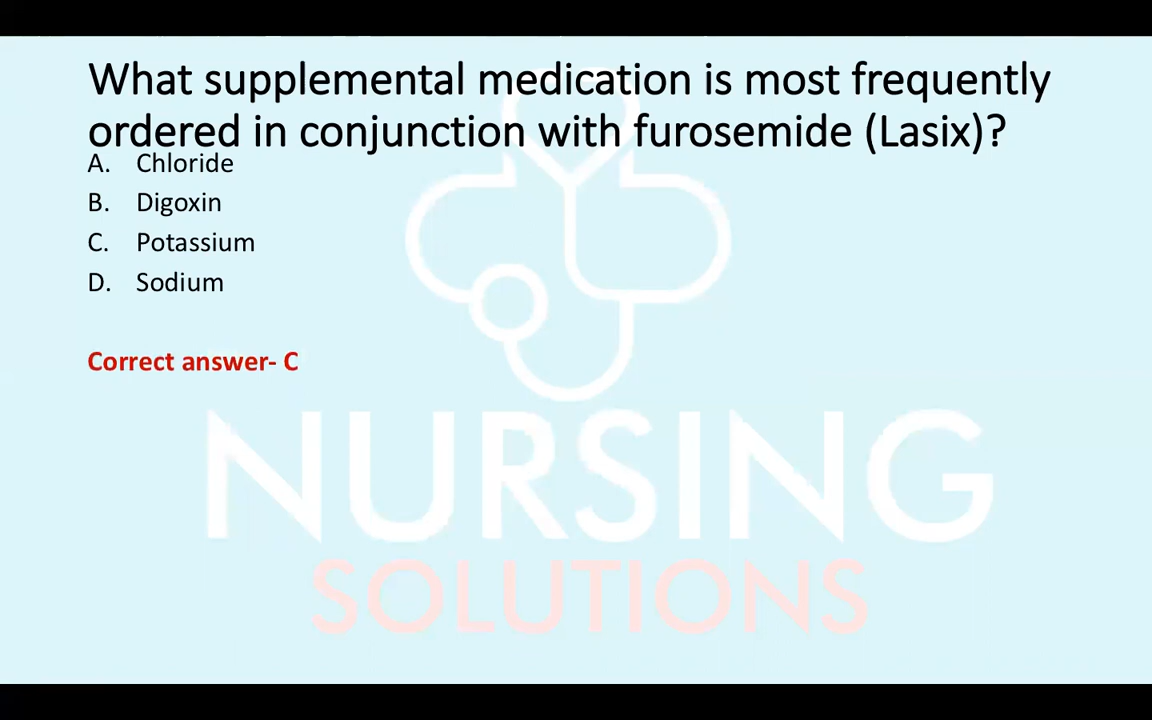 What supplemental medication is most frequently
ordered in conjunction with furosemide (Lasix)?
A. Chloride
B. Digoxin
C. Potassium
D. Sodium
Correct answer- C
NURSING
SOLUTIONS